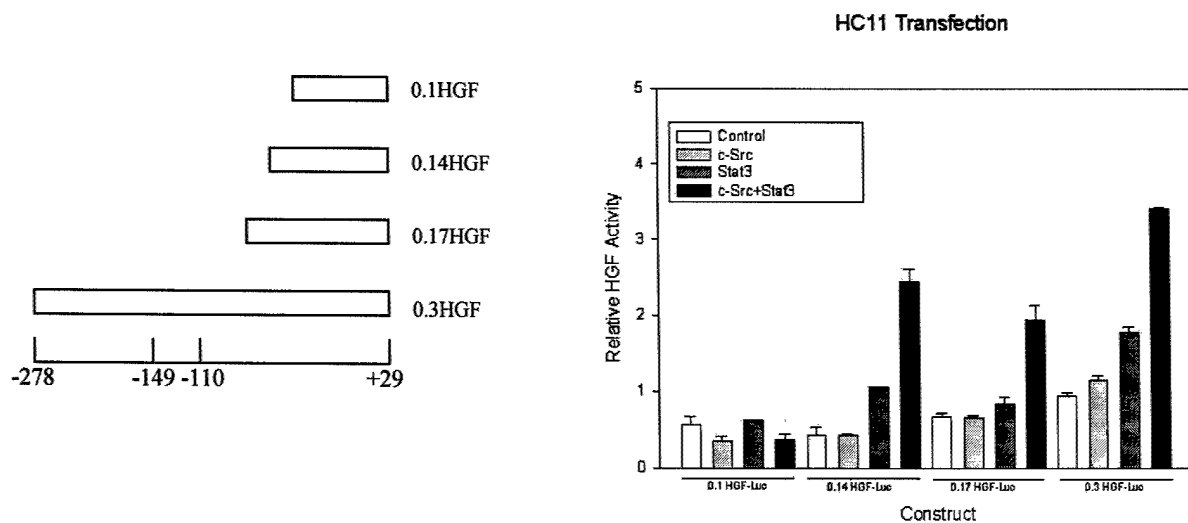 HC11 Transfection
0.1HGF
0.14HGF
0.17HGF
0.3HGF
-278 -149 -110 +29
Relative HGF Activity
5
4
3
2
1
0
Control
c-Src
Stat3
c-Src+Stat3
0.1 HGF-Luc 0.14 HGF-Luc 0.17 HGF-Luc 0.3 HGF-Luc
Construct